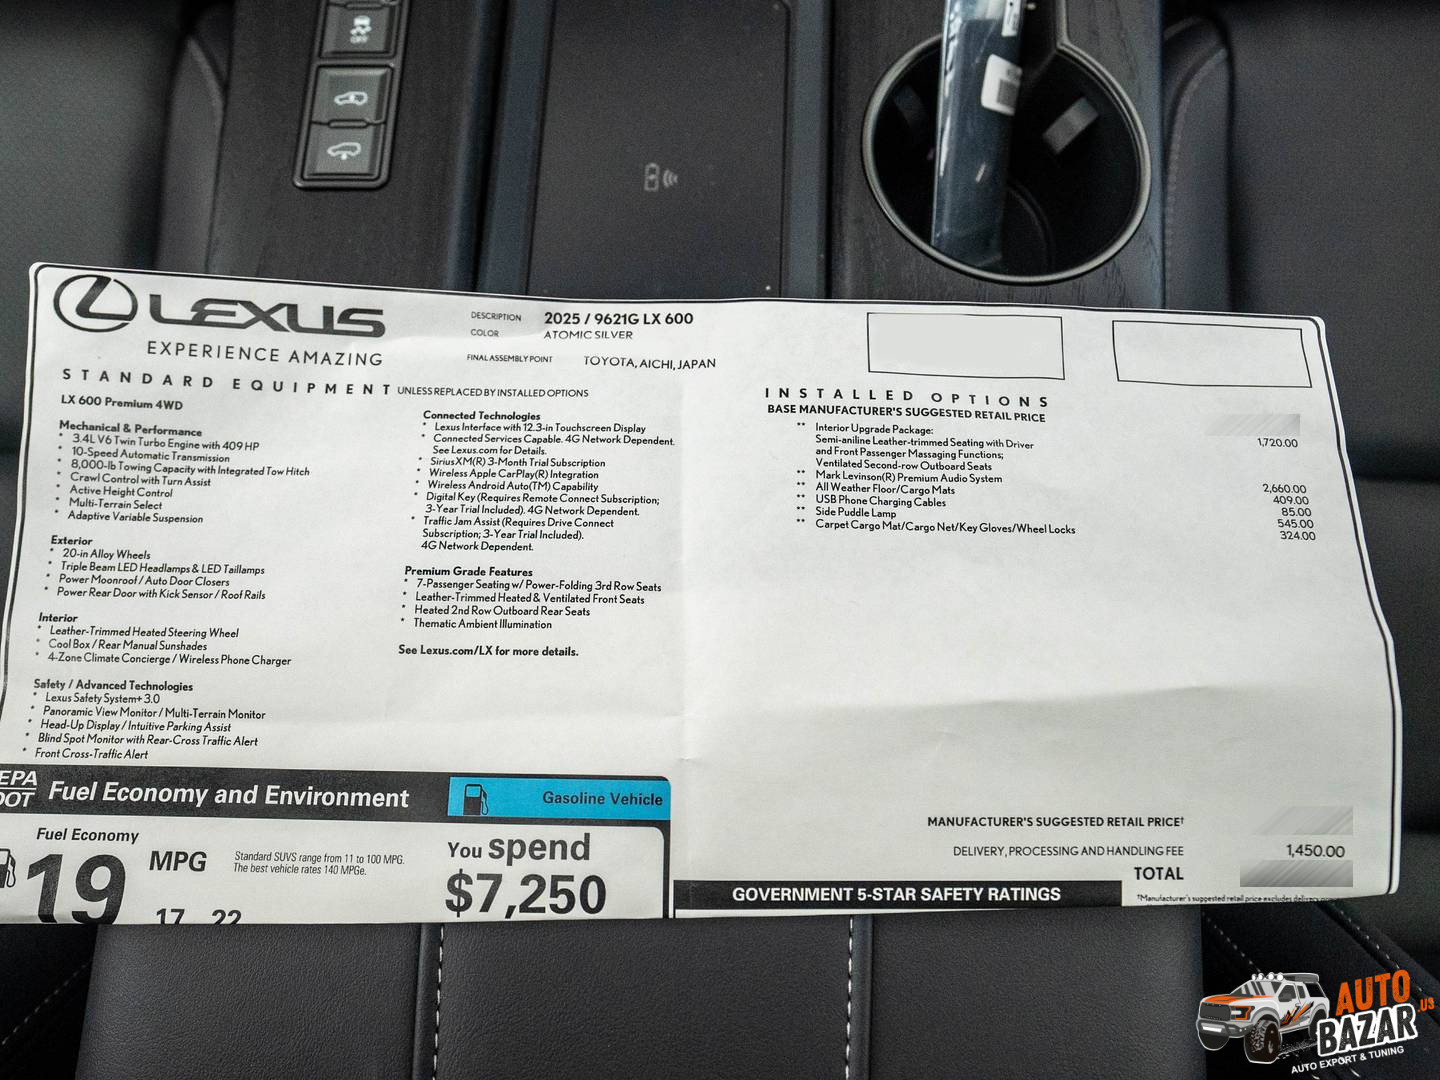 OFF
LEXUS
EXPERIENCE AMAZING
DESCRIPTION 2025 / 9621G LX 600
COLOR ATOMIC SILVER
FINAL ASSEMBLY POINT TOYOTA, AICHI, JAPAN
STANDARD EQUIPMENT UNLESS REPLACED BY INSTALLED OPTIONS
LX 600 Premium 4WD
Mechanical & Performance
* 3.4L V6 Twin Turbo Engine with 409 HP
* 10-Speed Automatic Transmission
* 8,000-lb Towing Capacity with Integrated Tow Hitch
* Crawl Control with Turn Assist
* Active Height Control
* Multi-Terrain Select
* Adaptive Variable Suspension
Exterior
* 20-in Alloy Wheels
* Triple Beam LED Headlamps & LED Taillamps
* Power Moonroof / Auto Door Closers
* Power Rear Door with Kick Sensor / Roof Rails
Interior
* Leather-Trimmed Heated Steering Wheel
* Cool Box / Rear Manual Sunshades
* 4-Zone Climate Concierge / Wireless Phone Charger
Safety / Advanced Technologies
* Lexus Safety System+ 3.0
* Panoramic View Monitor / Multi-Terrain Monitor
* Head-Up Display / Intuitive Parking Assist
* Blind Spot Monitor with Rear-Cross Traffic Alert
* Front Cross-Traffic Alert
Connected Technologies
* Lexus Interface with 12.3-in Touchscreen Display
* Connected Services Capable. 4G Network Dependent.
See Lexus.com for Details.
* SiriusXM(R) 3-Month Trial Subscription
* Wireless Apple CarPlay(R) Integration
* Wireless Android Auto(TM) Capability
* Digital Key (Requires Remote Connect Subscription;
3-Year Trial Included). 4G Network Dependent.
* Traffic Jam Assist (Requires Drive Connect
Subscription; 3-Year Trial Included).
4G Network Dependent.
Premium Grade Features
* 7-Passenger Seating w/ Power-Folding 3rd Row Seats
* Leather-Trimmed Heated & Ventilated Front Seats
* Heated 2nd Row Outboard Rear Seats
* Thematic Ambient Illumination
See Lexus.com/LX for more details.
INSTALLED OPTIONS
BASE MANUFACTURER'S SUGGESTED RETAIL PRICE
** Interior Upgrade Package: 1,720.00
Semi-aniline Leather-trimmed Seating with Driver
and Front Passenger Massaging Functions;
Ventilated Second-row Outboard Seats
** Mark Levinson(R) Premium Audio System 2,660.00
** All Weather Floor/Cargo Mats 409.00
** USB Phone Charging Cables 85.00
** Side Puddle Lamp 545.00
** Carpet Cargo Mat/Cargo Net/Key Gloves/Wheel Locks 324.00
MANUFACTURER'S SUGGESTED RETAIL PRICE†
DELIVERY, PROCESSING AND HANDLING FEE 1,450.00
TOTAL
†Manufacturer's suggested retail price excludes delivery
EPA
DOT
Fuel Economy and Environment
Gasoline Vehicle
Fuel Economy
19 MPG
Standard SUVS range from 11 to 100 MPG.
The best vehicle rates 140 MPGe.
17 22
You spend
$7,250
GOVERNMENT 5-STAR SAFETY RATINGS
AUTO
BAZAR.US
AUTO EXPORT & TUNING